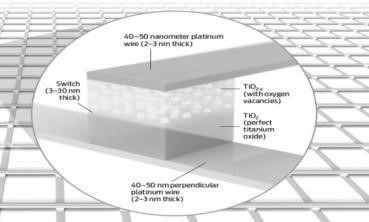 40–50 nanometer platinum
wire (2–3 nm thick)
Switch
(3–30 nm
thick)
TiO2-x
(with oxygen
vacancies)
TiO2
(perfect
titanium
oxide)
40–50 nm perpendicular
platinum wire
(2–3 nm thick)